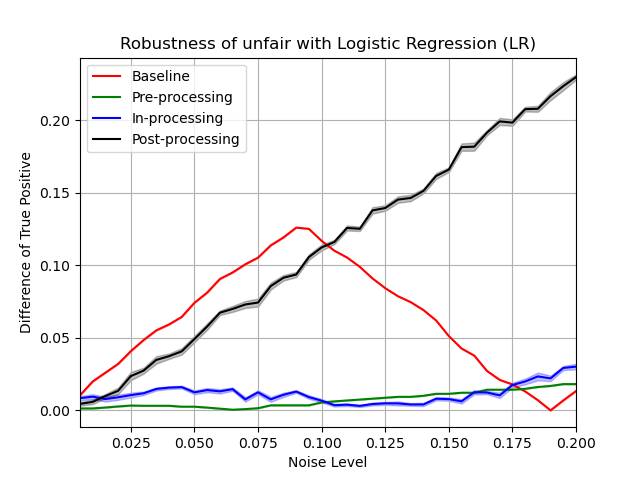 Robustness of unfair with Logistic Regression (LR)
Baseline
Pre-processing
In-processing
Post-processing
Difference of True Positive
0.20
0.15
0.10
0.05
0.00
0.025 0.050 0.075 0.100 0.125 0.150 0.175 0.200
Noise Level